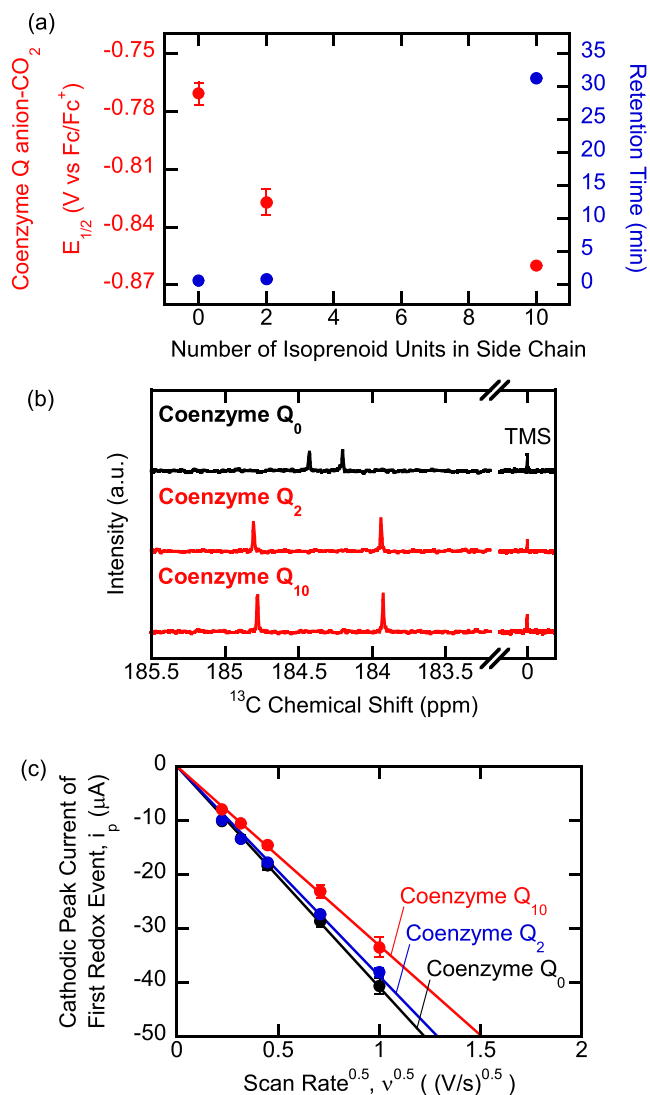 (a)
Coenzyme Q anion-CO2
E1/2 (V vs Fc/Fc+)
-0.75
-0.78
-0.81
-0.84
-0.87
35
30
25
20
15
10
5
0
Retention Time (min)
0 2 4 6 8 10
Number of Isoprenoid Units in Side Chain
(b)
Intensity (a.u.)
Coenzyme Q0
TMS
Coenzyme Q2
Coenzyme Q10
185.5 185 184.5 184 183.5 0
13C Chemical Shift (ppm)
(c)
Cathodic Peak Current of
First Redox Event, ip (μA)
0
-10
-20
-30
-40
-50
Coenzyme Q10
Coenzyme Q2
Coenzyme Q0
0 0.5 1 1.5 2
Scan Rate^0.5, ν^0.5 ( (V/s)^0.5 )